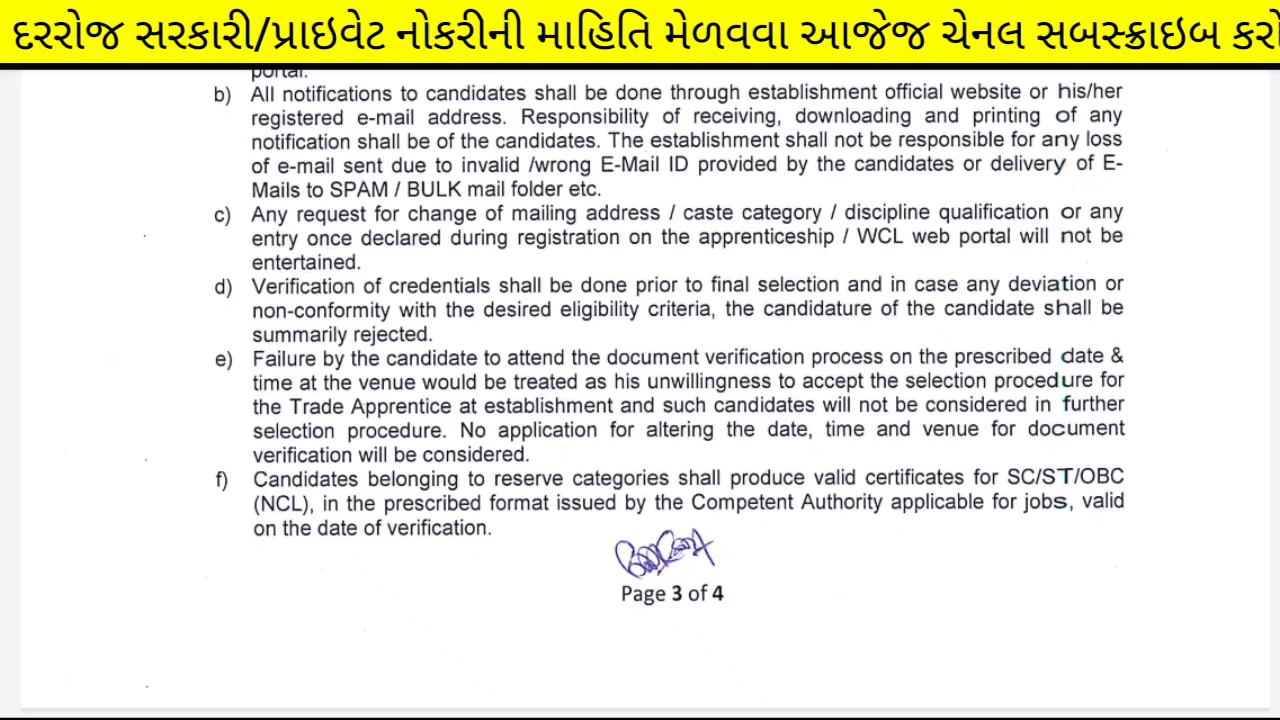 દરરોજ સરકારી/પ્રાઇવેટ નોકરીની માહિતિ મેળવવા આજેજ ચેનલ સબસ્ક્રાઇબ કરો
portal.
b) All notifications to candidates shall be done through establishment official website or his/her
registered e-mail address. Responsibility of receiving, downloading and printing of any
notification shall be of the candidates. The establishment shall not be responsible for any loss
of e-mail sent due to invalid /wrong E-Mail ID provided by the candidates or delivery of E-
Mails to SPAM / BULK mail folder etc.
c) Any request for change of mailing address / caste category / discipline qualification or any
entry once declared during registration on the apprenticeship / WCL web portal will not be
entertained.
d) Verification of credentials shall be done prior to final selection and in case any deviation or
non-conformity with the desired eligibility criteria, the candidature of the candidate shall be
summarily rejected.
e) Failure by the candidate to attend the document verification process on the prescribed date &
time at the venue would be treated as his unwillingness to accept the selection procedure for
the Trade Apprentice at establishment and such candidates will not be considered in further
selection procedure. No application for altering the date, time and venue for document
verification will be considered.
f) Candidates belonging to reserve categories shall produce valid certificates for SC/ST/OBC
(NCL), in the prescribed format issued by the Competent Authority applicable for jobs, valid
on the date of verification.
Page 3 of 4